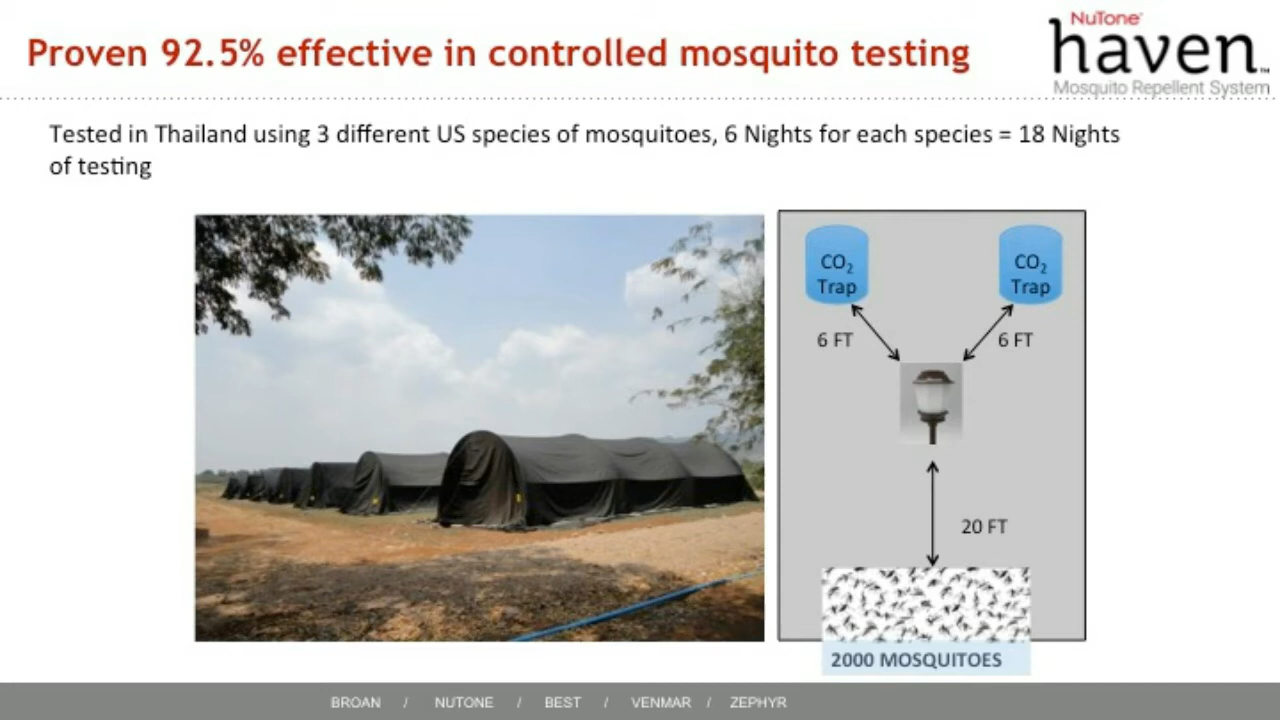 Proven 92.5% effective in controlled mosquito testing
NuTone®
haven™
Mosquito Repellent System
Tested in Thailand using 3 different US species of mosquitoes, 6 Nights for each species = 18 Nights
of testing
CO₂
Trap
CO₂
Trap
6 FT
6 FT
20 FT
2000 MOSQUITOES
BROAN / NUTONE / BEST / VENMAR / ZEPHYR